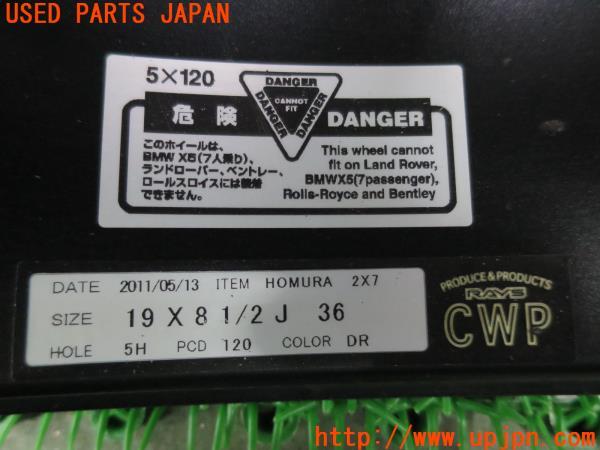 USED PARTS JAPAN
5×120
DANGER
DANGER
DANGER
CANNOT
FIT
危険
DANGER
このホイールは、
BMW X5(7人乗り)、
ランドローバー、ベントレー、
ロールスロイスには装着
できません。
This wheel cannot
fit on Land Rover,
BMWX5(7passenger),
Rolls-Royce and Bentley
DATE 2011/05/13 ITEM HOMURA 2X7
SIZE 19 X 8 1/2 J 36
HOLE 5H PCD 120 COLOR DR
PRODUCE & PRODUCTS
RAYS
CWP
http://www.upjpn.com